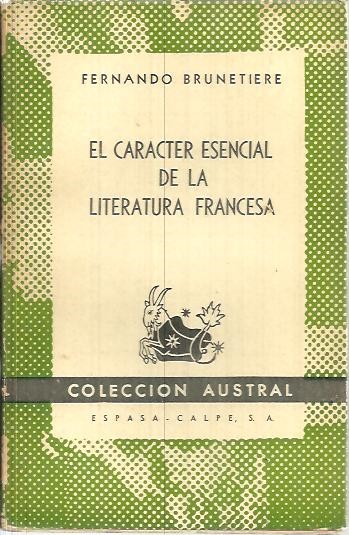 FERNANDO BRUNETIERE
EL CARACTER ESENCIAL
DE LA
LITERATURA FRANCESA
COLECCION AUSTRAL
ESPASA-CALPE, S. A.